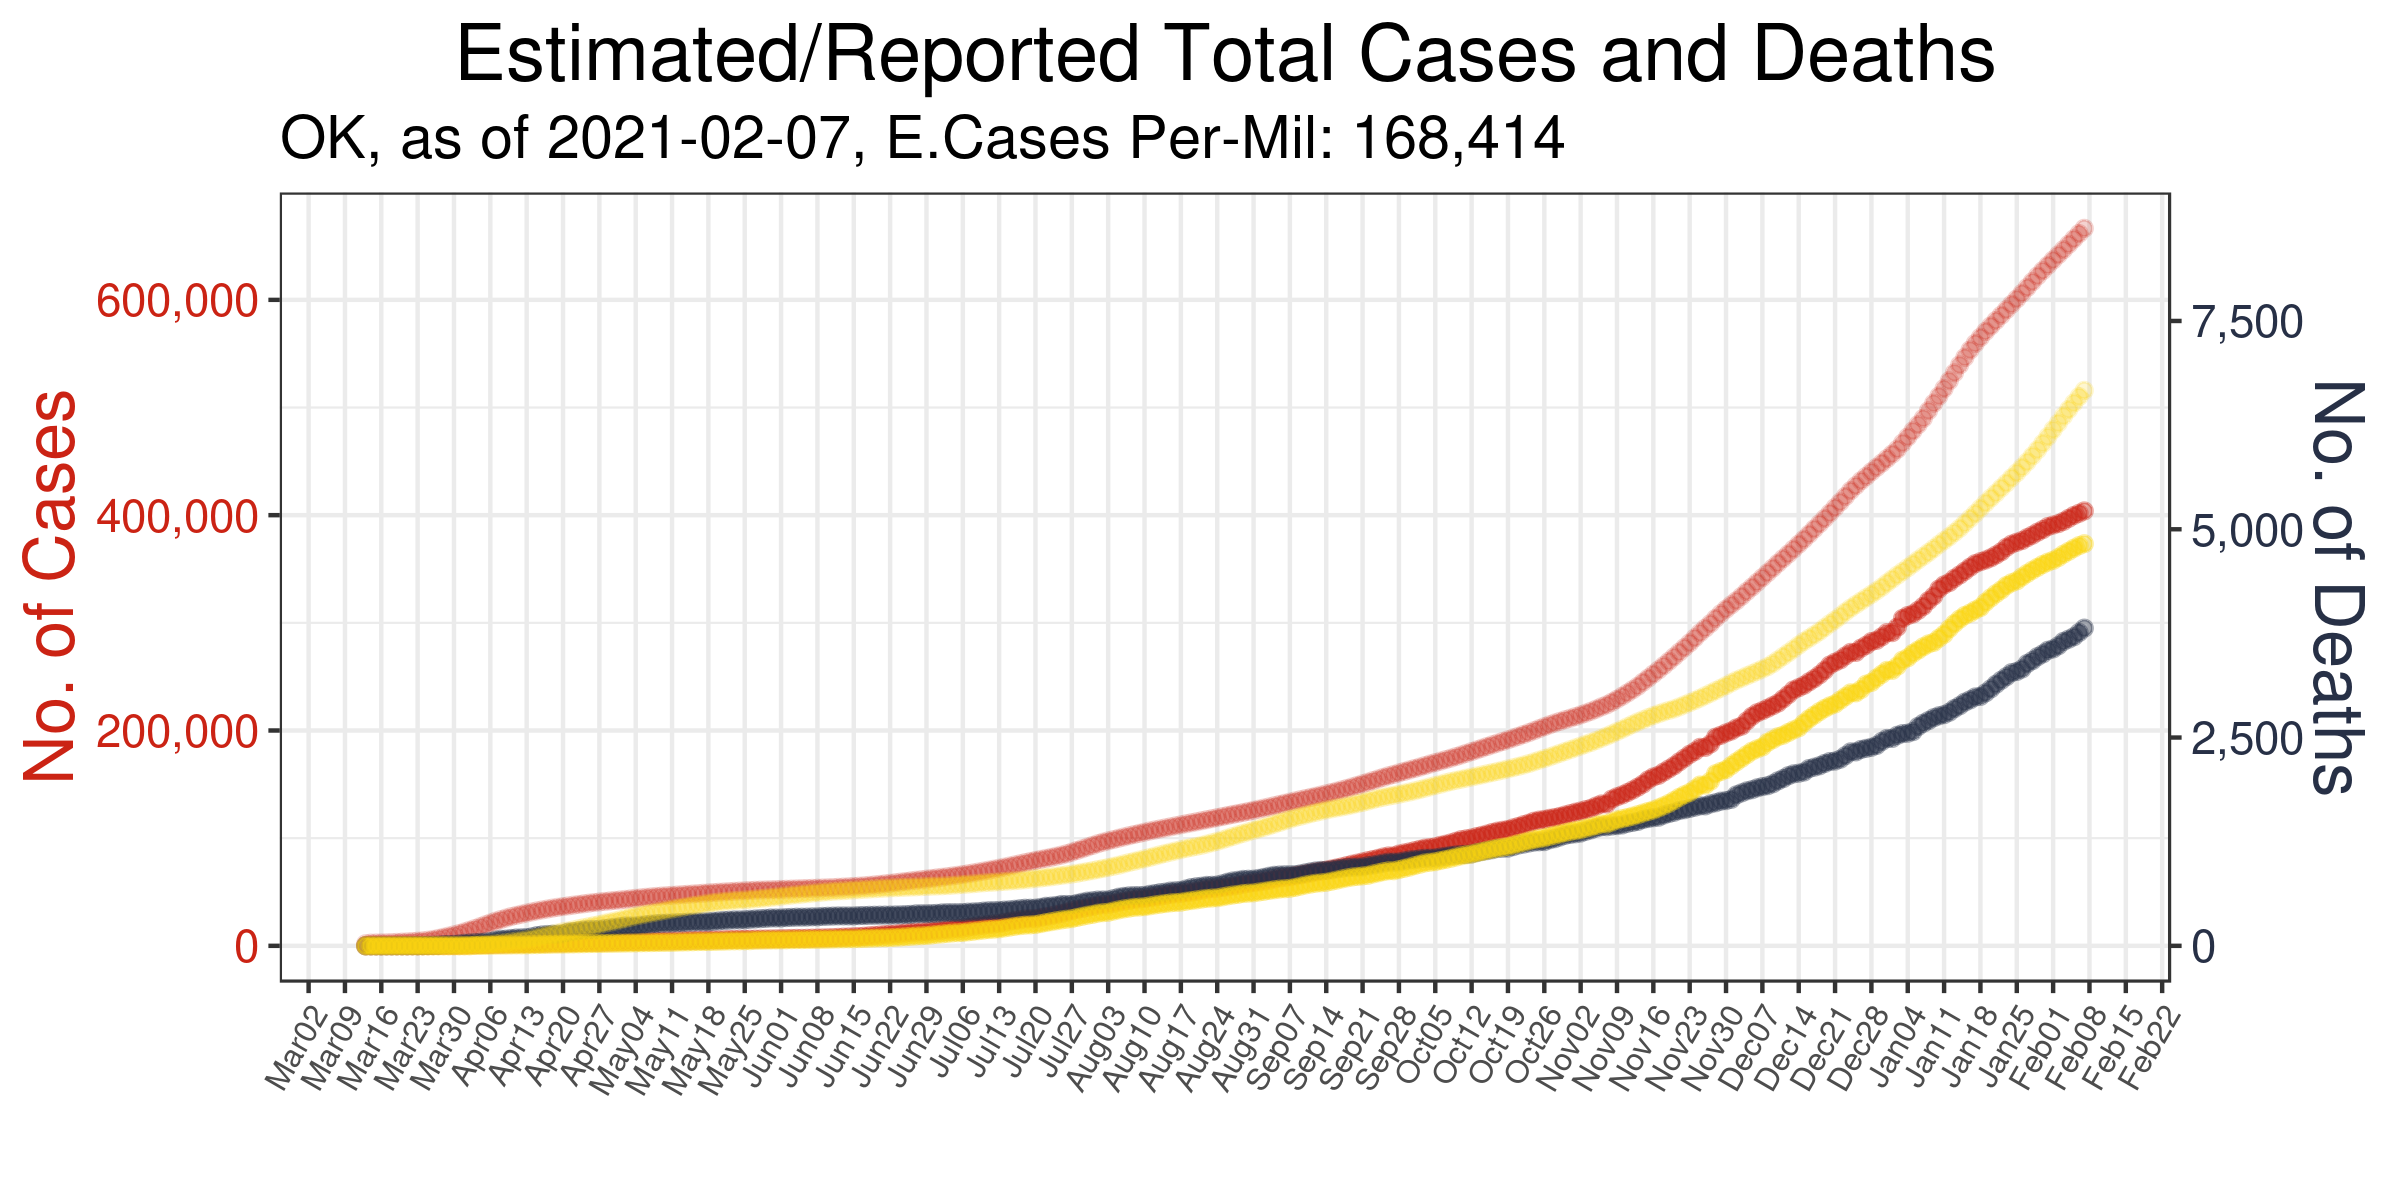 Estimated/Reported Total Cases and Deaths
OK, as of 2021-02-07, E.Cases Per-Mil: 168,414
No. of Cases
600,000
400,000
200,000
0
7,500
5,000
2,500
0
No. of Deaths
Mar02
Mar09
Mar16
Mar23
Mar30
Apr06
Apr13
Apr20
Apr27
May04
May11
May18
May25
Jun01
Jun08
Jun15
Jun22
Jun29
Jul06
Jul13
Jul20
Jul27
Aug03
Aug10
Aug17
Aug24
Aug31
Sep07
Sep14
Sep21
Sep28
Oct05
Oct12
Oct19
Oct26
Nov02
Nov09
Nov16
Nov23
Nov30
Dec07
Dec14
Dec21
Dec28
Jan04
Jan11
Jan18
Jan25
Feb01
Feb08
Feb15
Feb22